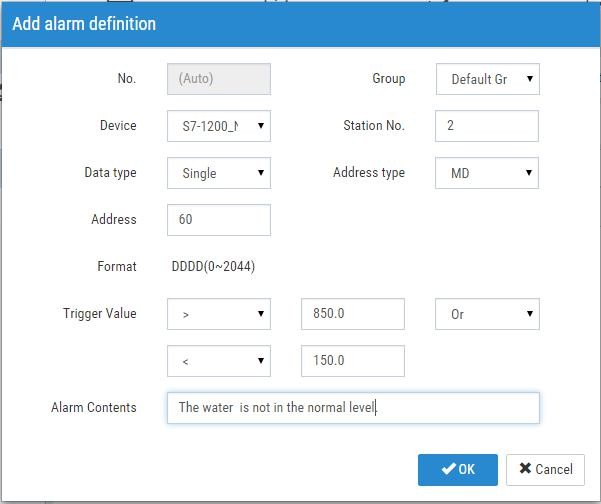 Add alarm definition
No. (Auto) Group Default Gr
Device S7-1200_N Station No. 2
Data type Single Address type MD
Address 60
Format DDDD(0~2044)
Trigger Value > 850.0 Or
< 150.0
Alarm Contents The water  is not in the normal level.
OK Cancel